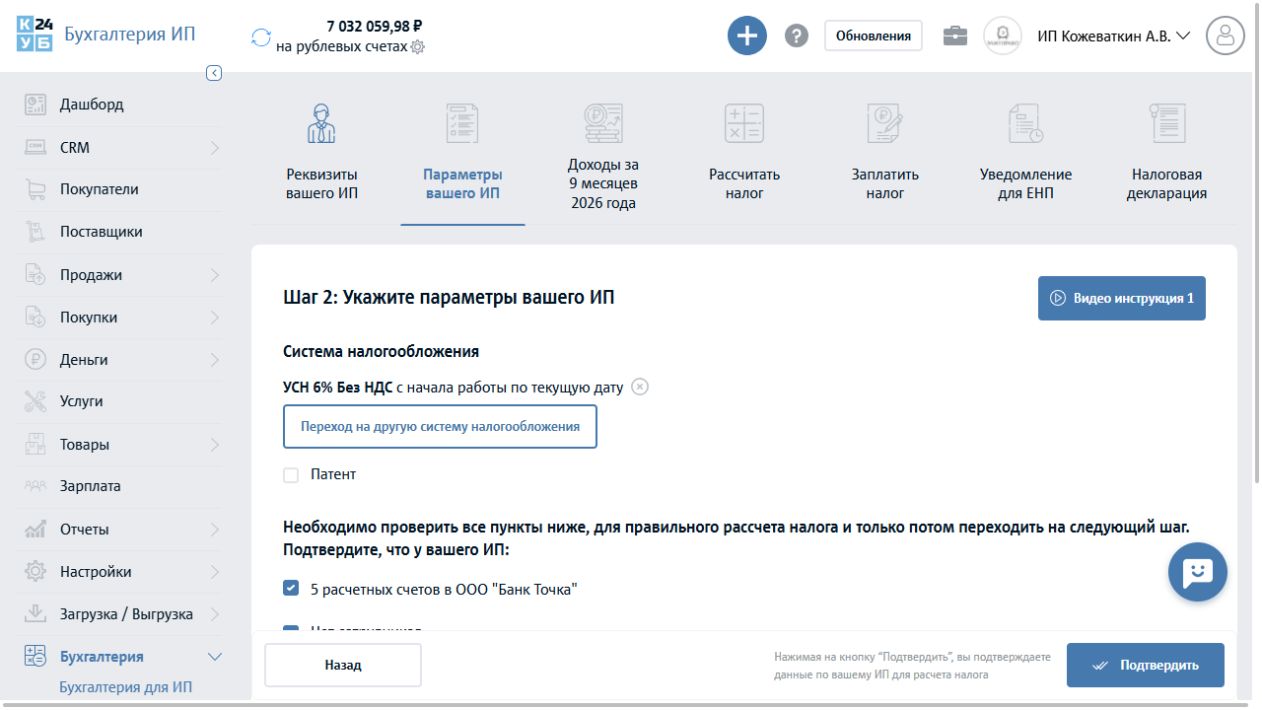 К 24
У Б
Бухгалтерия ИП
7 032 059,98 ₽
на рублевых счетах
Обновления
ИП Кожеваткин А.В.
Дашборд
CRM
Покупатели
Поставщики
Продажи
Покупки
Деньги
Услуги
Товары
Зарплата
Отчеты
Настройки
Загрузка / Выгрузка
Бухгалтерия
Бухгалтерия для ИП
Реквизиты
вашего ИП
Параметры
вашего ИП
Доходы за
9 месяцев
2026 года
Рассчитать
налог
Заплатить
налог
Уведомление
для ЕНП
Налоговая
декларация
Шаг 2: Укажите параметры вашего ИП
Видео инструкция 1
Система налогообложения
УСН 6% Без НДС с начала работы по текущую дату
Переход на другую систему налогообложения
Патент
Необходимо проверить все пункты ниже, для правильного рассчета налога и только потом переходить на следующий шаг.
Подтвердите, что у вашего ИП:
5 расчетных счетов в ООО "Банк Точка"
Назад
Нажимая на кнопку “Подтвердить”, вы подтверждаете
данные по вашему ИП для расчета налога
Подтвердить